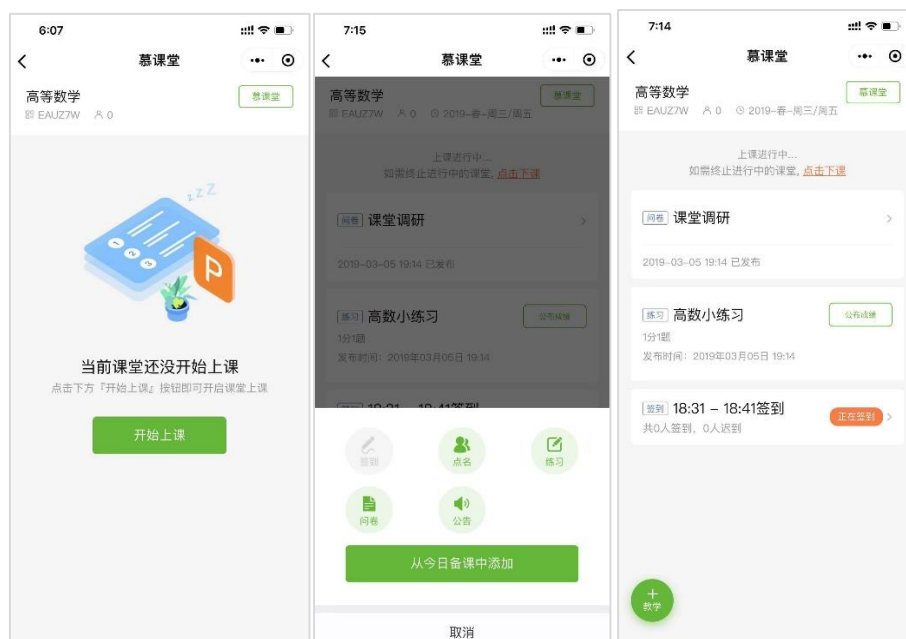 6:07
慕课堂
高等数学
慕课堂
EAUZ7W 0
zzZ
1
2
3
P
当前课堂还没开始上课
点击下方『开始上课』按钮即可开启课堂上课
开始上课
7:15
慕课堂
高等数学
慕课堂
EAUZ7W 0 2019-春-周三/周五
上课进行中...
如需终止进行中的课堂,点击下课
问卷 课堂调研
2019-03-05 19:14 已发布
练习 高数小练习
公布成绩
1分1题
发布时间：2019年03月05日 19:14
签到 18:31 – 18:41签到
签到
点名
练习
问卷
公告
从今日备课中添加
取消
7:14
慕课堂
高等数学
慕课堂
EAUZ7W 0 2019-春-周三/周五
上课进行中...
如需终止进行中的课堂,点击下课
问卷 课堂调研
2019-03-05 19:14 已发布
练习 高数小练习
公布成绩
1分1题
发布时间：2019年03月05日 19:14
签到 18:31 – 18:41签到
正在签到
共0人签到，0人迟到
+
教学